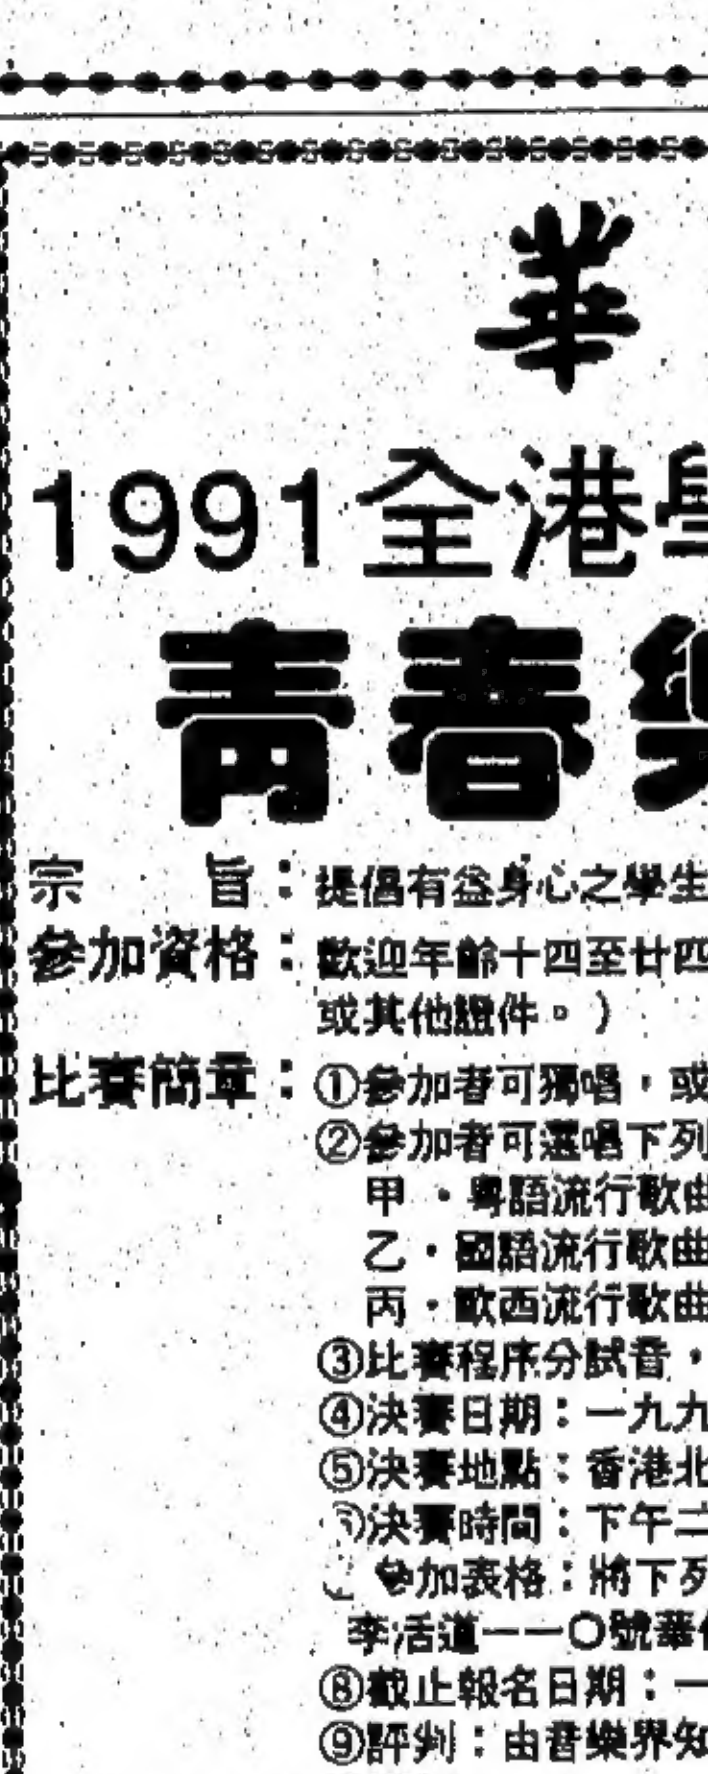 華
1991全港學
青春樂
宗　　旨：提倡有益身心之學生
參加資格：歡迎年齡十四至廿四
或其他證件。）
比賽簡章：①參加者可獨唱，或
②參加者可選唱下列
甲・粵語流行歌曲
乙・國語流行歌曲
丙・歐西流行歌曲
③比賽程序分試音，
④決賽日期：一九九
⑤決賽地點：香港北
決賽時間：下午二
參加表格：將下列
李活道一一〇號華
⑧截止報名日期：一
⑨評判：由音樂界知